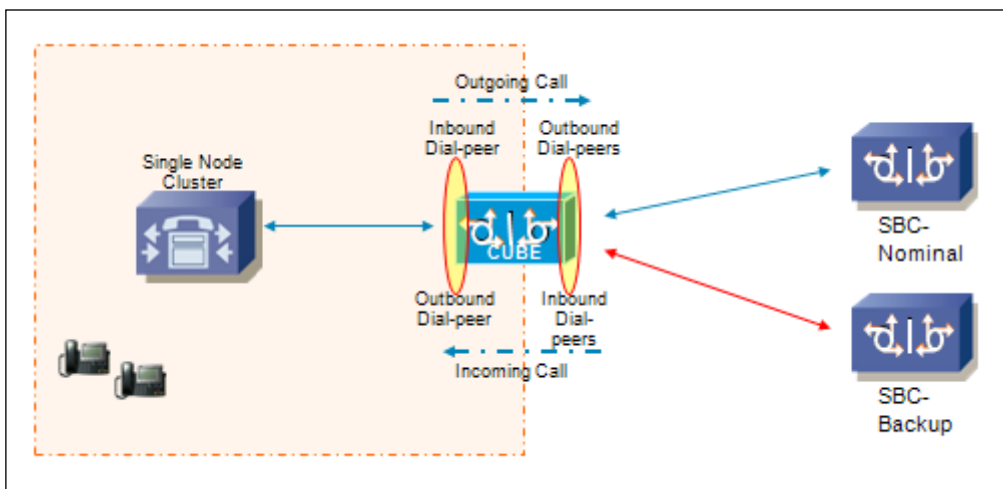 Outgoing Call
Inbound
Dial-peer
Outbound
Dial-peers
Single Node
Cluster
CUBE
SBC-
Nominal
Outbound
Dial-peer
Inbound
Dial-
peers
Incoming Call
SBC-
Backup